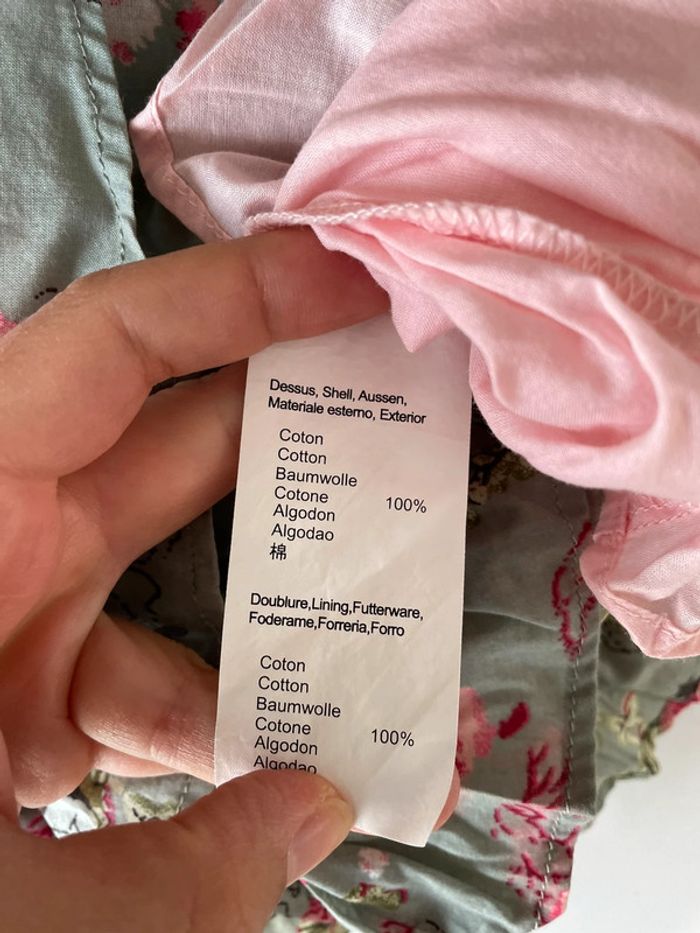 Dessus, Shell, Aussen,
Materiale esterno, Exterior
Coton
Cotton
Baumwolle
Cotone 100%
Algodon
Algodao
棉
Doublure,Lining,Futterware,
Foderame,Forreria,Forro
Coton
Cotton
Baumwolle
Cotone 100%
Algodon
Algodao